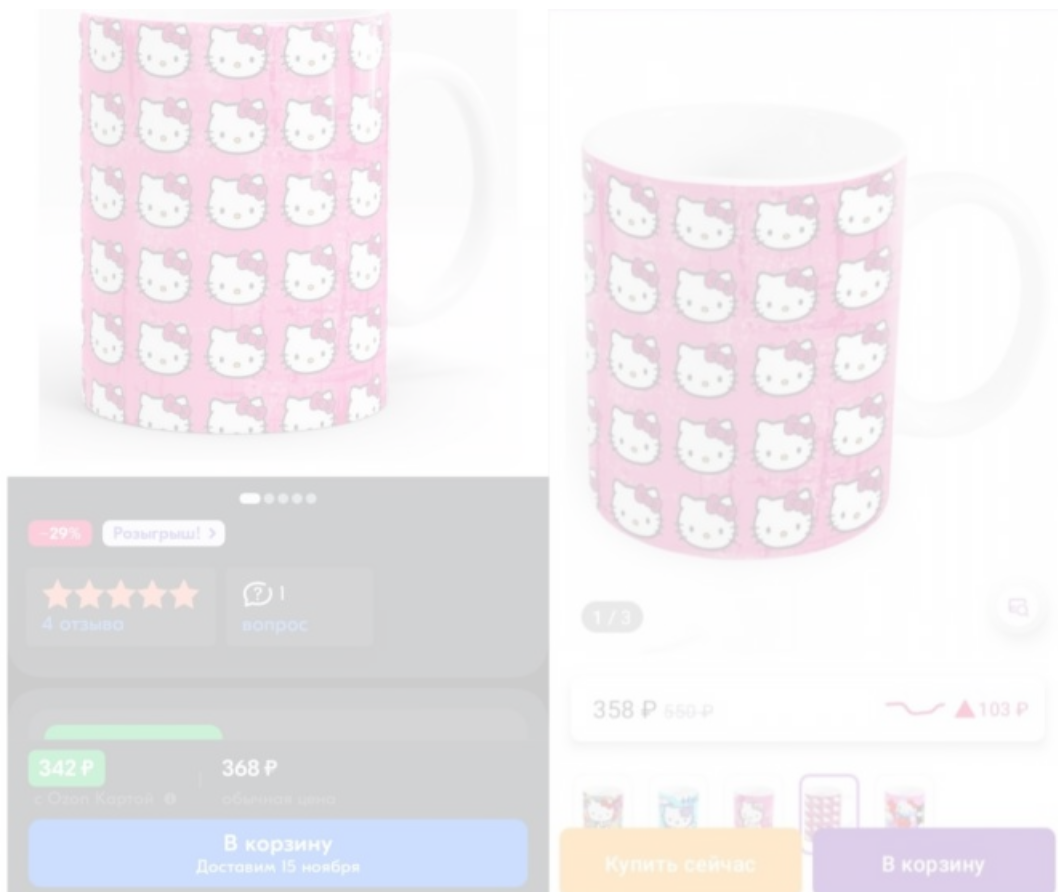 -29%
Розыгрыш! >
4 отзыва
1
вопрос
342 ₽
368 ₽
с Ozon Картой
обычная цена
В корзину
Доставим 15 ноября
1 / 3
358 ₽ 550 ₽
103 ₽
Купить сейчас
В корзину